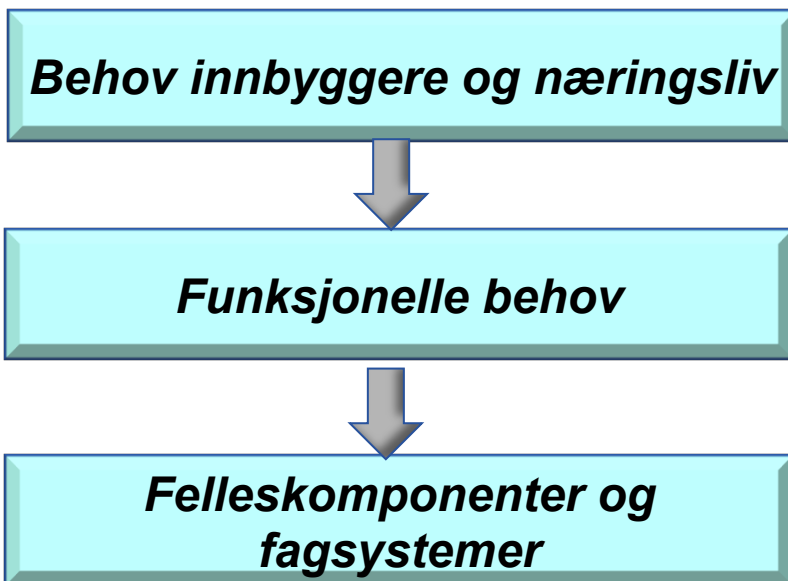 Behov innbyggere og næringsliv
Funksjonelle behov
Felleskomponenter og
fagsystemer